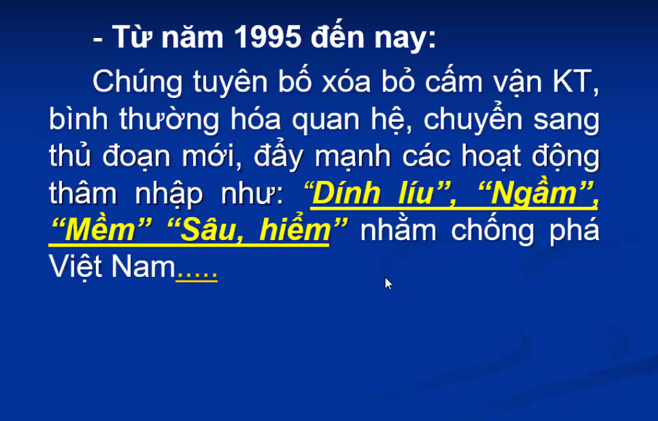 - Từ năm 1995 đến nay:
Chúng tuyên bố xóa bỏ cấm vận KT,
bình thường hóa quan hệ, chuyển sang
thủ đoạn mới, đẩy mạnh các hoạt động
thâm nhập như: “Dính líu”, “Ngầm”,
“Mềm” “Sâu, hiểm” nhằm chống phá
Việt Nam.....